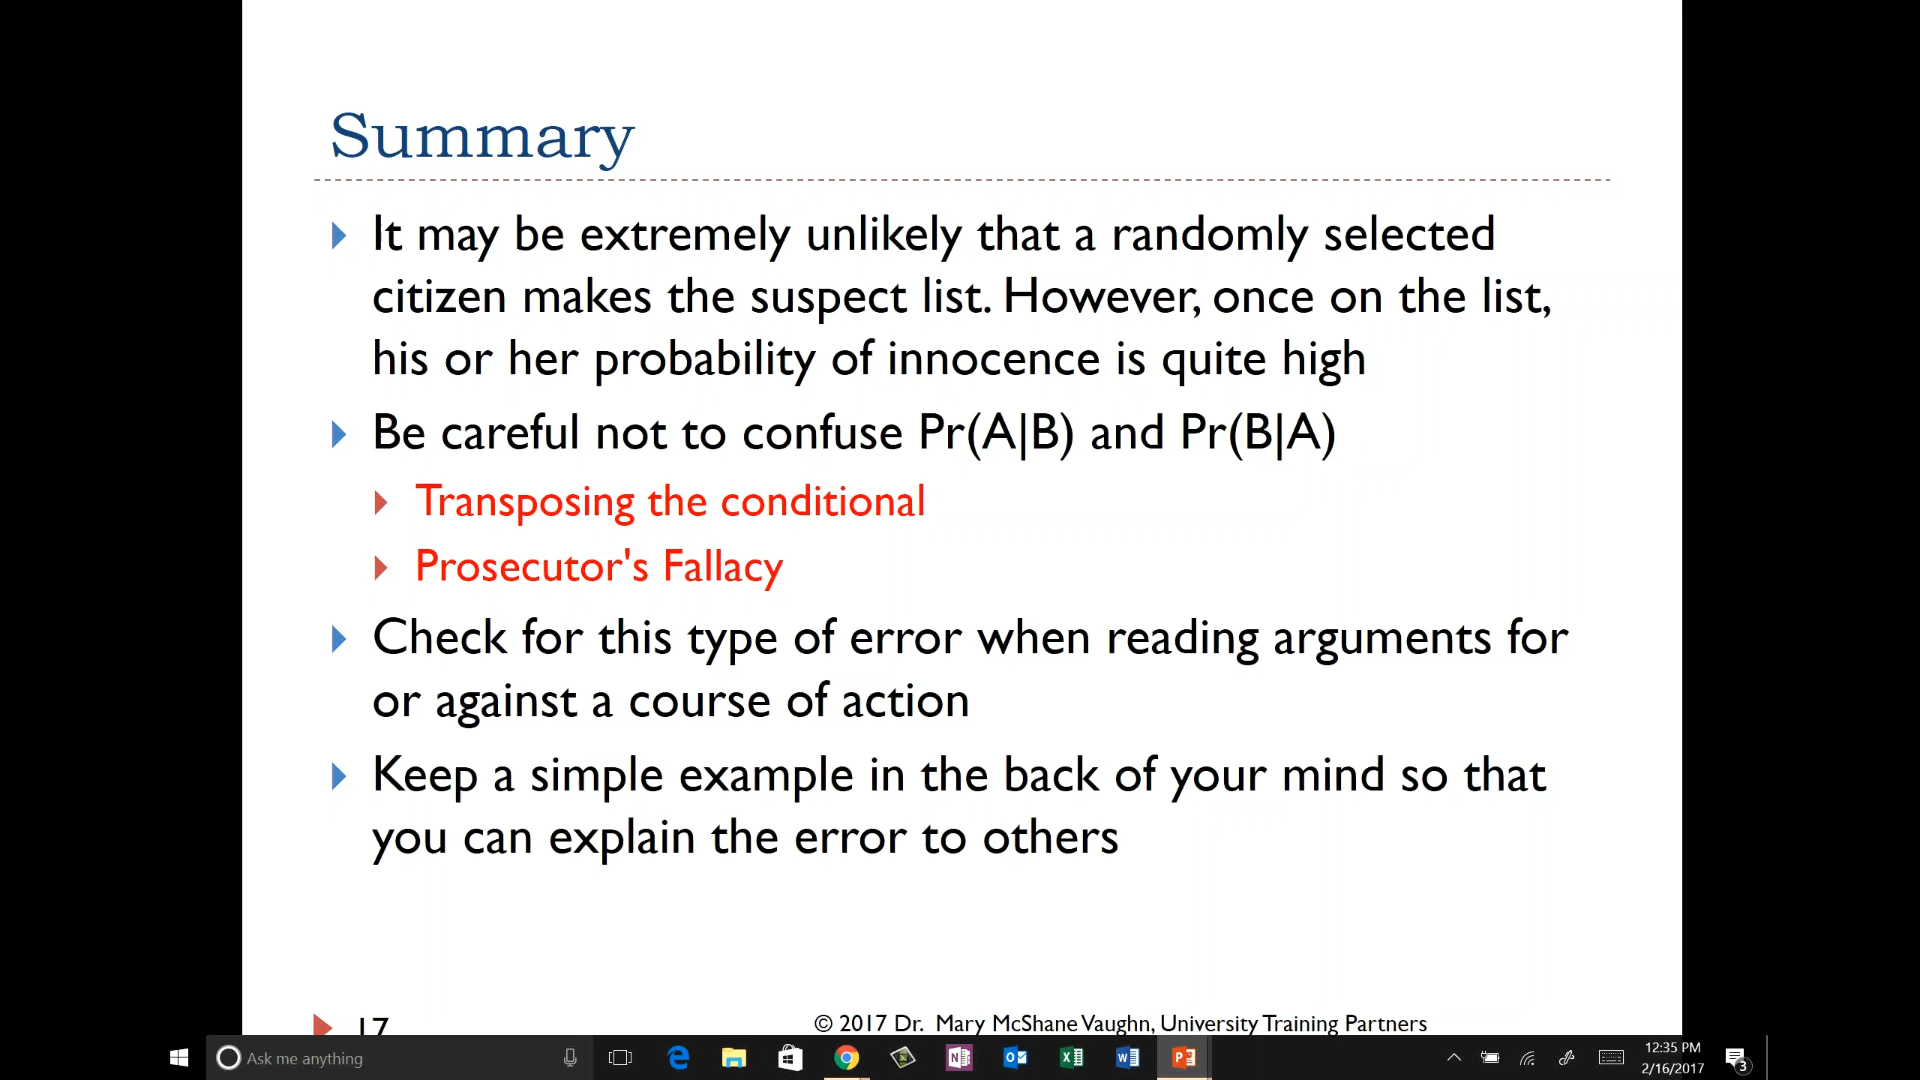 Summary
It may be extremely unlikely that a randomly selected
citizen makes the suspect list. However, once on the list,
his or her probability of innocence is quite high
Be careful not to confuse Pr(A|B) and Pr(B|A)
Transposing the conditional
Prosecutor's Fallacy
Check for this type of error when reading arguments for
or against a course of action
Keep a simple example in the back of your mind so that
you can explain the error to others
17
© 2017 Dr. Mary McShane Vaughn, University Training Partners
Ask me anything
12:35 PM
2/16/2017
3